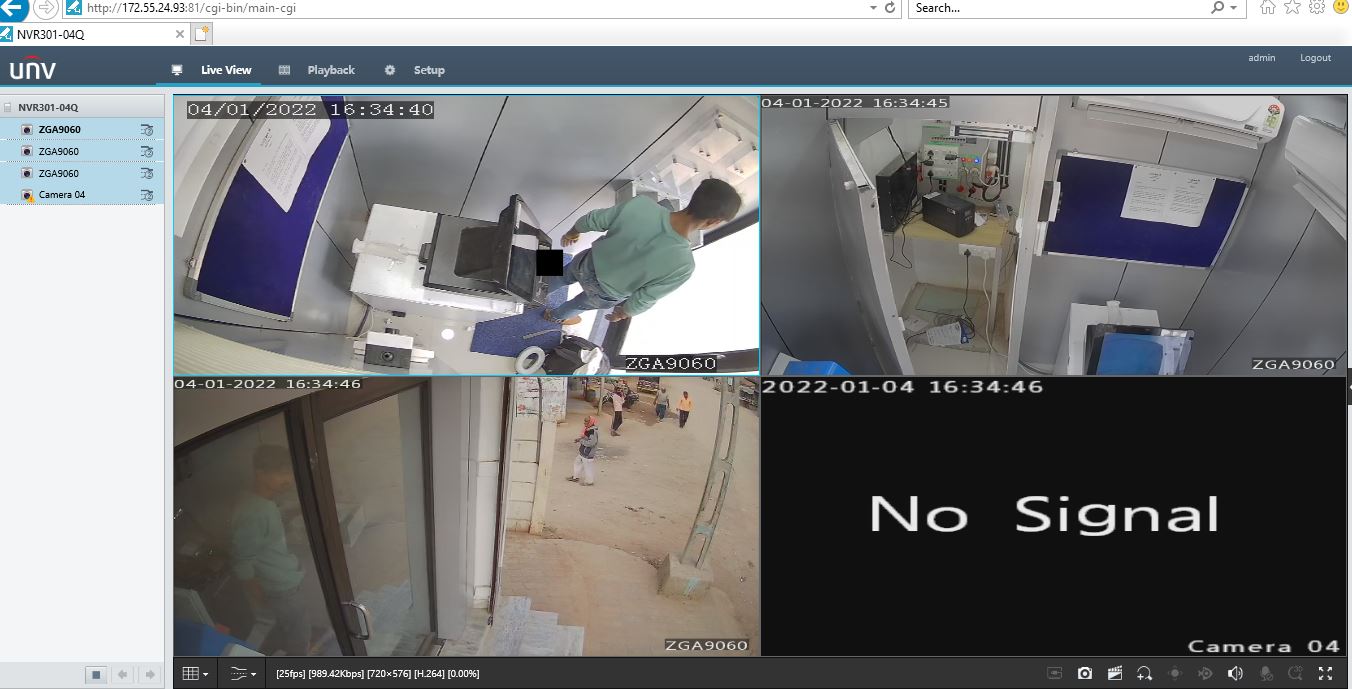 http://172.55.24.93:81/cgi-bin/main-cgi
Search...
NVR301-04Q
unv
Live View
Playback
Setup
admin
Logout
NVR301-04Q
ZGA9060
ZGA9060
ZGA9060
Camera 04
04/01/2022 16:34:40
ZGA9060
04-01-2022 16:34:45
ZGA9060
04-01-2022 16:34:46
ZGA9060
2022-01-04 16:34:46
No Signal
Camera 04
[25fps] [989.42Kbps] [720×576] [H.264] [0.00%]